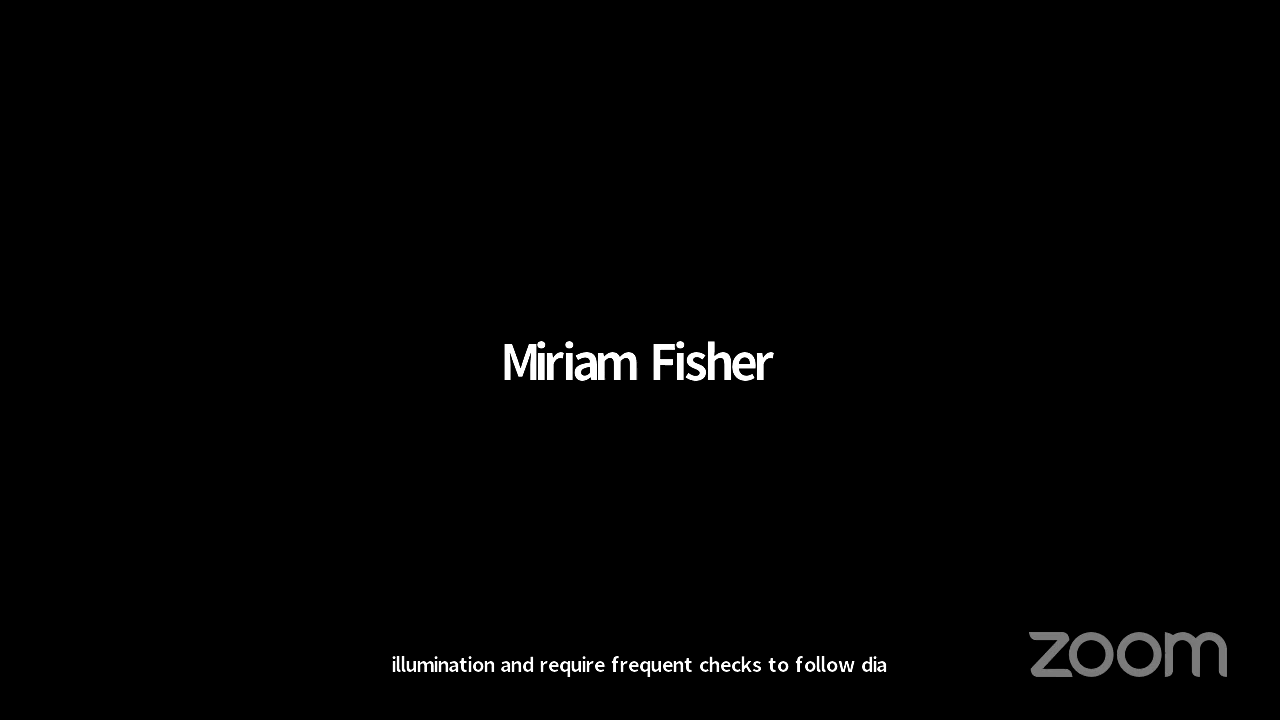 Miriam Fisher
illumination and require frequent checks to follow dia
zoom